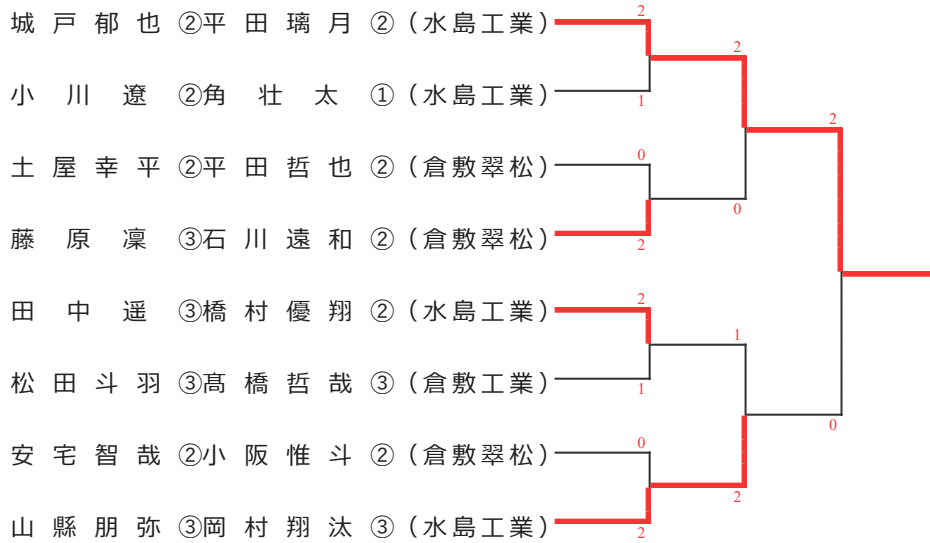 城戸郁也 ②平田璃月 ② (水島工業)
2
2
小川遼 ②角壮太 ① (水島工業)
1
2
土屋幸平 ②平田哲也 ② (倉敷翠松)
0
0
藤原凜 ③石川遠和 ② (倉敷翠松)
2
田中遥 ③橋村優翔 ② (水島工業)
2
1
松田斗羽 ③髙橋哲哉 ③ (倉敷工業)
1
0
安宅智哉 ②小阪惟斗 ② (倉敷翠松)
0
2
山縣朋弥 ③岡村翔汰 ③ (水島工業)
2